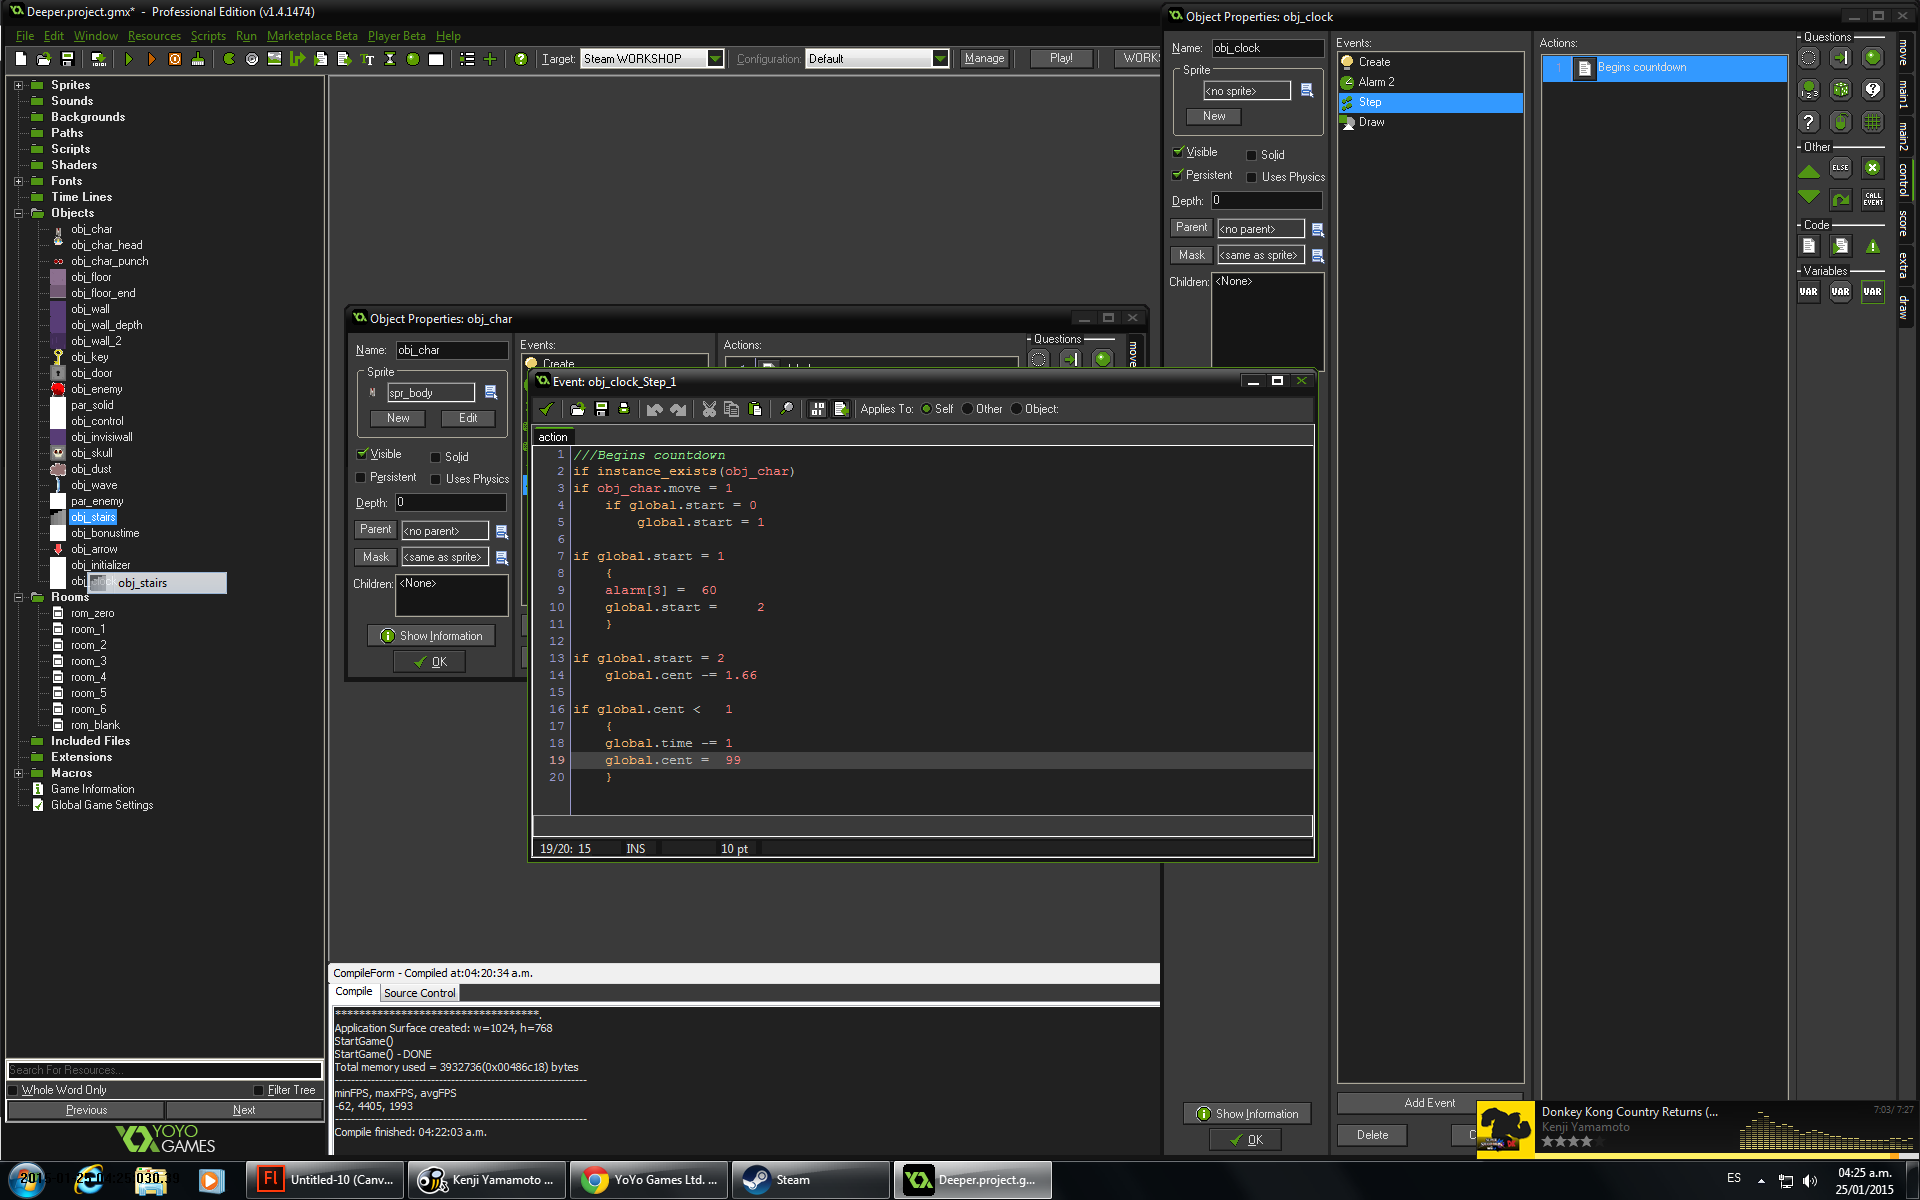 Deeper.project.gmx* - Professional Edition (v1.4.1474)
File Edit Window Resources Scripts Run Marketplace Beta Player Beta Help
Target: Steam WORKSHOP Configuration: Default Manage Play! WORK
Sprites
Sounds
Backgrounds
Paths
Scripts
Shaders
Fonts
Time Lines
Objects
obj_char
obj_char_head
obj_char_punch
obj_floor
obj_floor_end
obj_wall
obj_wall_depth
obj_wall_2
obj_key
obj_door
obj_enemy
par_solid
obj_control
obj_invisiwall
obj_skull
obj_dust
obj_wave
par_enemy
obj_stairs
obj_bonustime
obj_arrow
obj_initializer
obj_stairs
Rooms
rom_zero
room_1
room_2
room_3
room_4
room_5
room_6
rom_blank
Included Files
Extensions
Macros
Game Information
Global Game Settings
Search For Resources...
Whole Word Only Filter Tree
Previous Next
YOYO GAMES
Object Properties: obj_char
Name: obj_char
Sprite
spr_body
New Edit
Visible Solid
Persistent Uses Physics
Depth: 0
Parent <no parent>
Mask <same as sprite>
Children: <None>
Show Information
OK
Events:
Create
Actions:
Questions
move
Event: obj_clock_Step_1
Applies To: Self Other Object:
action
1 ///Begins countdown
2 if instance_exists(obj_char)
3 if obj_char.move = 1
4 if global.start = 0
5 global.start = 1
6
7 if global.start = 1
8 {
9 alarm[3] = 60
10 global.start = 2
11 }
12
13 if global.start = 2
14 global.cent -= 1.66
15
16 if global.cent < 1
17 {
18 global.time -= 1
19 global.cent = 99
20 }
19/20: 15 INS 10 pt
CompileForm - Compiled at:04:20:34 a.m.
Compile Source Control
***********************************.
Application Surface created: w=1024, h=768
StartGame()
StartGame() - DONE
Total memory used = 3932736(0x00486c18) bytes
minFPS, maxFPS, avgFPS
-62, 4405, 1993
Compile finished: 04:22:03 a.m.
Object Properties: obj_clock
Name: obj_clock
Sprite
<no sprite>
New
Visible Solid
Persistent Uses Physics
Depth: 0
Parent <no parent>
Mask <same as sprite>
Children: <None>
Show Information
OK
Events:
Create
Alarm 2
Step
Draw
Add Event
Delete
Actions:
1 Begins countdown
Questions
Other
ELSE
CALL EVENT
Code
Variables
VAR VAR VAR
move
main1
main2
control
score
extra
draw
Donkey Kong Country Returns (...
Kenji Yamamoto
7:03/ 7:27
Untitled-10 (Canv...
Kenji Yamamoto ...
YoYo Games Ltd. ...
Steam
Deeper.project.g...
ES
04:25 a.m.
25/01/2015